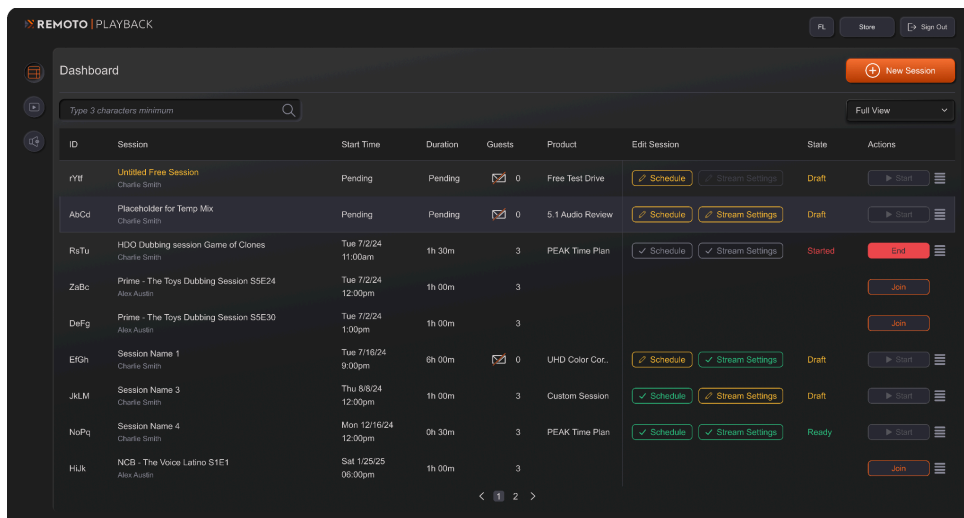 REMOTO | PLAYBACK
FL Store Sign Out
Dashboard
New Session
Type 3 characters minimum
Full View
ID Session Start Time Duration Guests Product Edit Session State Actions
rYtf Untitled Free Session Charlie Smith Pending Pending 0 Free Test Drive Schedule Stream Settings Draft Start
AbCd Placeholder for Temp Mix Charlie Smith Pending Pending 0 5.1 Audio Review Schedule Stream Settings Draft Start
RsTu HDO Dubbing session Game of Clones Charlie Smith Tue 7/2/24 11:00am 1h 30m 3 PEAK Time Plan Schedule Stream Settings Started End
ZaBc Prime - The Toys Dubbing Session S5E24 Alex Austin Tue 7/2/24 12:00pm 1h 00m 3 Join
DeFg Prime - The Toys Dubbing Session S5E30 Alex Austin Tue 7/2/24 1:00pm 1h 00m 3 Join
EfGh Session Name 1 Charlie Smith Tue 7/16/24 9:00pm 6h 00m 0 UHD Color Cor.. Schedule Stream Settings Draft Start
JkLM Session Name 3 Charlie Smith Thu 8/8/24 12:00pm 1h 00m 3 Custom Session Schedule Stream Settings Draft Start
NoPq Session Name 4 Charlie Smith Mon 12/16/24 12:00pm 0h 30m 3 PEAK Time Plan Schedule Stream Settings Ready Start
HiJk NCB - The Voice Latino S1E1 Alex Austin Sat 1/25/25 06:00pm 1h 00m 3 Join
1 2